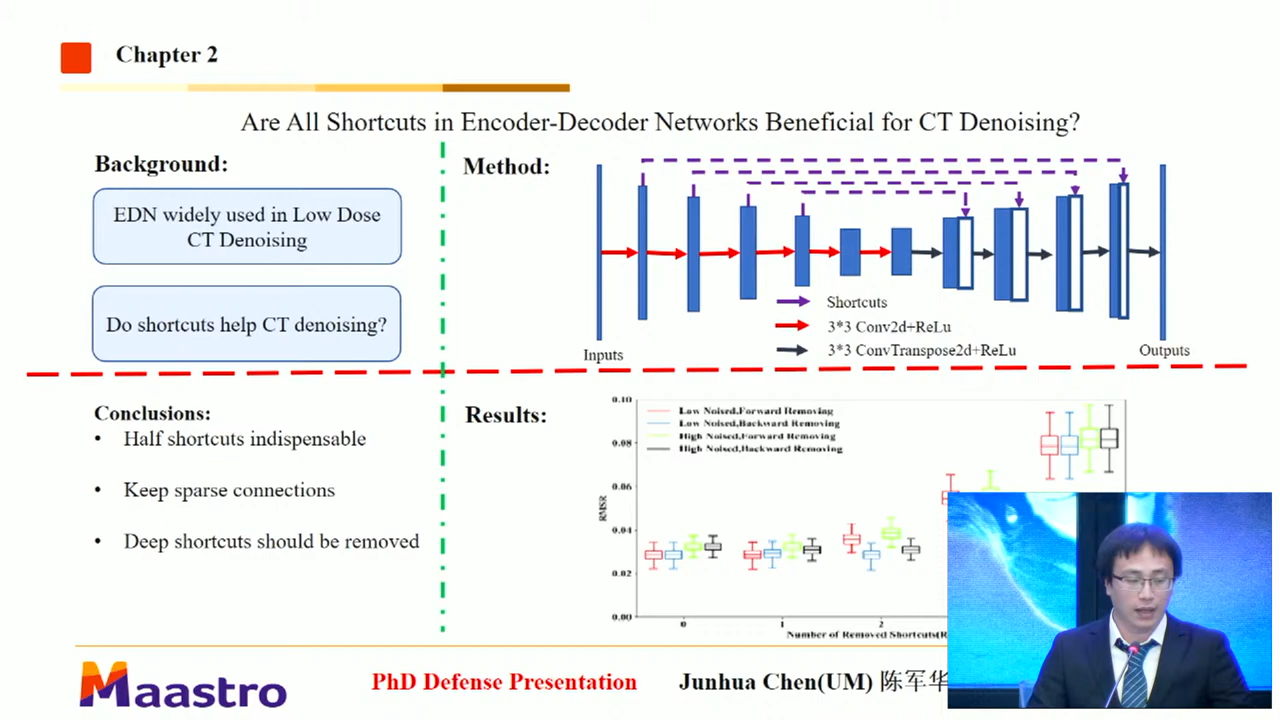 Chapter 2
Are All Shortcuts in Encoder-Decoder Networks Beneficial for CT Denoising?
Background:
EDN widely used in Low Dose
CT Denoising
Do shortcuts help CT denoising?
Method:
Shortcuts
3*3 Conv2d+ReLu
3*3 ConvTranspose2d+ReLu
Inputs
Outputs
Conclusions:
• Half shortcuts indispensable
• Keep sparse connections
• Deep shortcuts should be removed
Results:
Low Noised,Forward Removing
Low Noised,Backward Removing
High Noised,Forward Removing
High Noised,Backward Removing
0.10
0.08
0.06
0.04
0.02
0.00
RMSR
0 1 2
Number of Removed Shortcuts(R
Maastro
PhD Defense Presentation
Junhua Chen(UM) 陈军华